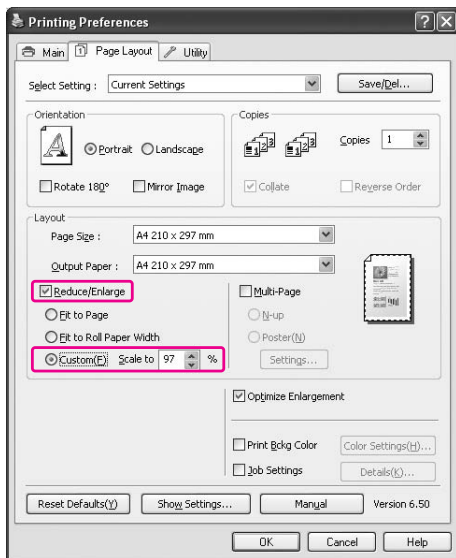 Printing Preferences
Main Page Layout Utility
Select Setting : Current Settings Save/Del...
Orientation Copies
Portrait Landscape Copies 1
Rotate 180° Mirror Image Collate Reverse Order
Layout
Page Size : A4 210 x 297 mm
Output Paper : A4 210 x 297 mm
Reduce/Enlarge Multi-Page
Fit to Page N-up
Fit to Roll Paper Width Poster(N)
Custom(F) Scale to 97 % Settings...
Optimize Enlargement
Print Bckg Color Color Settings(H)...
Job Settings Details(K)...
Reset Defaults(Y) Show Settings... Manual Version 6.50
OK Cancel Help